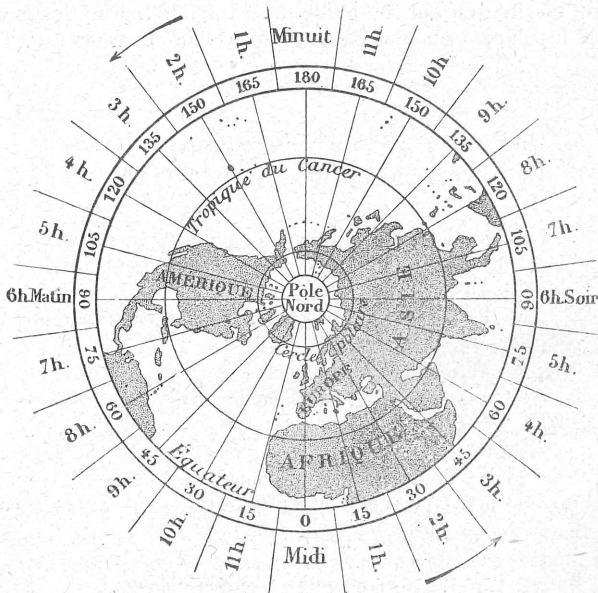 Minuit
11h.
10h.
9h.
8h.
7h.
6h. Soir
5h.
4h.
3h.
2h.
1h.
Midi
11h.
10h.
9h.
8h.
7h.
6h. Matin
5h.
4h.
3h.
2h.
1h.
180
165
150
135
120
105
90
75
60
45
30
15
0
15
30
45
60
75
90
105
120
135
150
165
Tropique du Cancer
AMÉRIQUE
Pôle
Nord
ASIE
Cercle polaire
EUROPE
AFRIQUE
Équateur